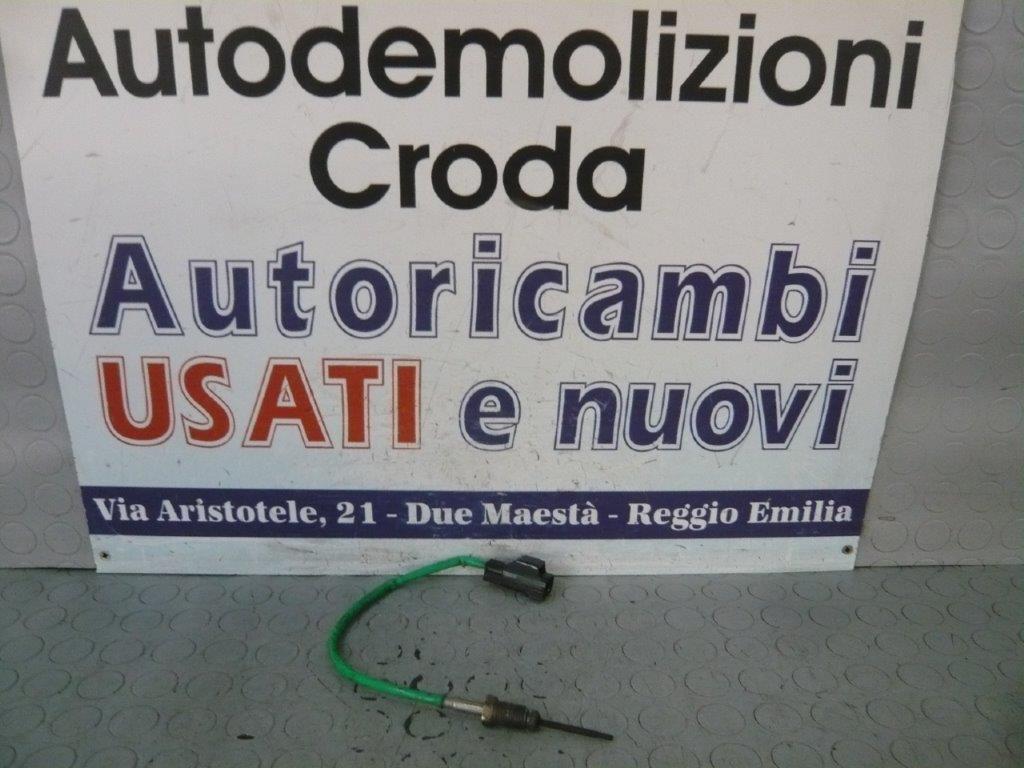 Autodemolizioni
Croda
Autoricambi
USATI e nuovi
Via Aristotele, 21 - Due Maestà - Reggio Emilia